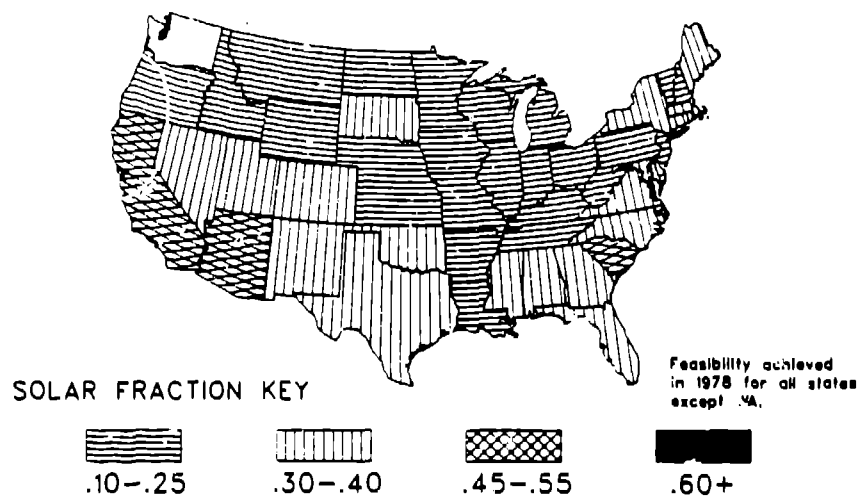 SOLAR FRACTION KEY
Feasibility achieved
in 1978 for all states
except
.10-.25
.30-.40
.45-.55
.60+